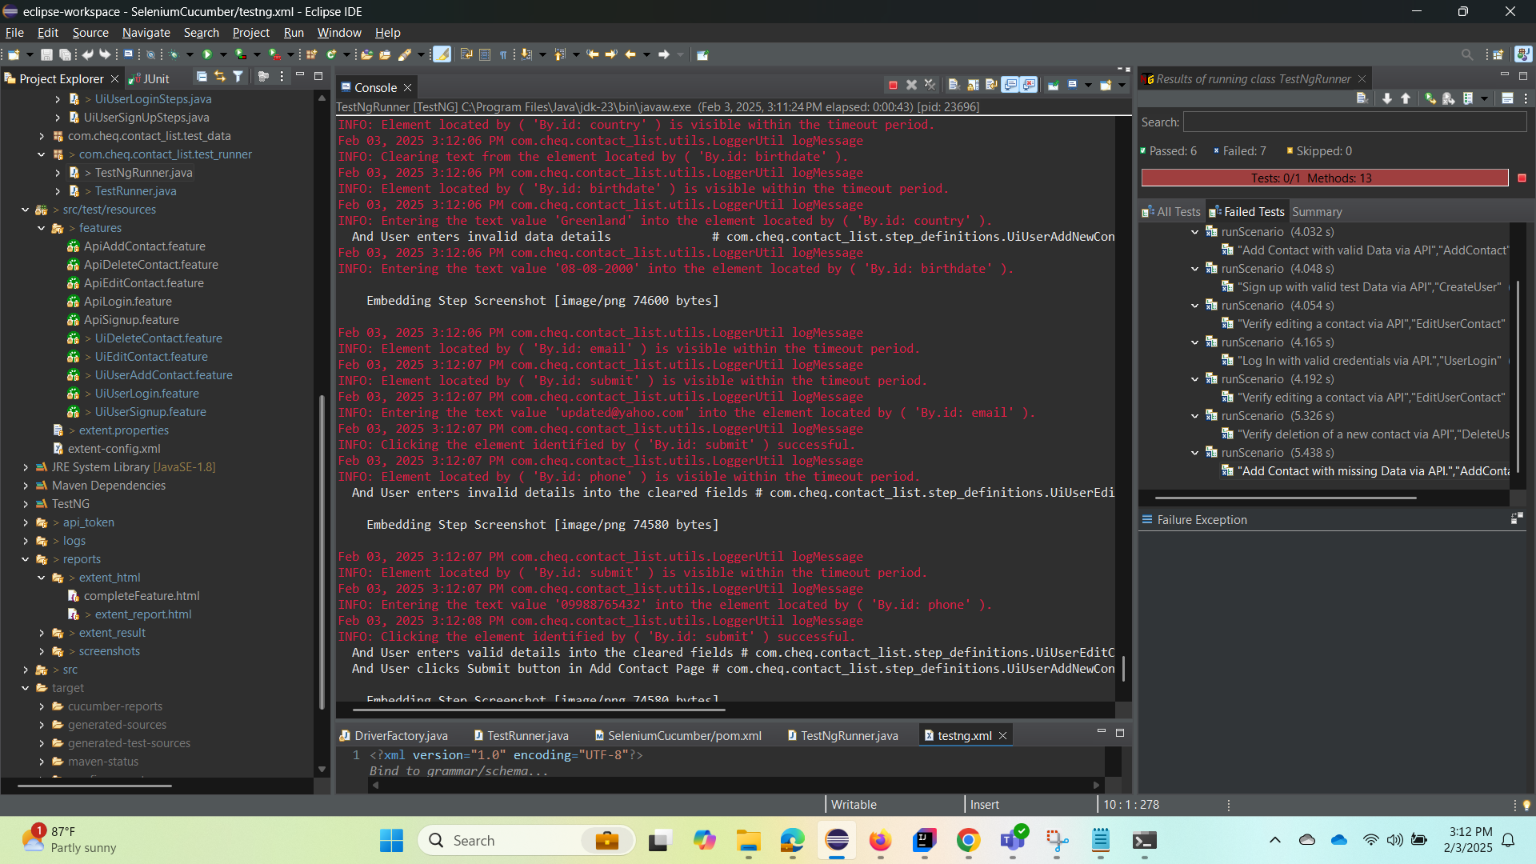 eclipse-workspace - SeleniumCucumber/testng.xml - Eclipse IDE
File Edit Source Navigate Search Project Run Window Help
Project Explorer
JUnit
> UiUserLoginSteps.java
> UiUserSignUpSteps.java
com.cheq.contact_list.test_data
> com.cheq.contact_list.test_runner
> TestNgRunner.java
> TestRunner.java
> src/test/resources
> features
ApiAddContact.feature
ApiDeleteContact.feature
ApiEditContact.feature
ApiLogin.feature
ApiSignup.feature
> UiDeleteContact.feature
> UiEditContact.feature
> UiUserAddContact.feature
> UiUserLogin.feature
> UiUserSignup.feature
> extent.properties
extent-config.xml
JRE System Library [JavaSE-1.8]
Maven Dependencies
TestNG
> api_token
> logs
> reports
> extent_html
completeFeature.html
> extent_report.html
> extent_result
> screenshots
> src
target
cucumber-reports
generated-sources
generated-test-sources
maven-status
Console
TestNgRunner [TestNG] C:\Program Files\Java\jdk-23\bin\javaw.exe (Feb 3, 2025, 3:11:24 PM elapsed: 0:00:43) [pid: 23696]
INFO: Element located by ( 'By.id: country' ) is visible within the timeout period.
Feb 03, 2025 3:12:06 PM com.cheq.contact_list.utils.LoggerUtil logMessage
INFO: Clearing text from the element located by ( 'By.id: birthdate' ).
Feb 03, 2025 3:12:06 PM com.cheq.contact_list.utils.LoggerUtil logMessage
INFO: Element located by ( 'By.id: birthdate' ) is visible within the timeout period.
Feb 03, 2025 3:12:06 PM com.cheq.contact_list.utils.LoggerUtil logMessage
INFO: Entering the text value 'Greenland' into the element located by ( 'By.id: country' ).
And User enters invalid data details # com.cheq.contact_list.step_definitions.UiUserAddNewCon
Feb 03, 2025 3:12:06 PM com.cheq.contact_list.utils.LoggerUtil logMessage
INFO: Entering the text value '08-08-2000' into the element located by ( 'By.id: birthdate' ).
Embedding Step Screenshot [image/png 74600 bytes]
Feb 03, 2025 3:12:06 PM com.cheq.contact_list.utils.LoggerUtil logMessage
INFO: Element located by ( 'By.id: email' ) is visible within the timeout period.
Feb 03, 2025 3:12:07 PM com.cheq.contact_list.utils.LoggerUtil logMessage
INFO: Element located by ( 'By.id: submit' ) is visible within the timeout period.
Feb 03, 2025 3:12:07 PM com.cheq.contact_list.utils.LoggerUtil logMessage
INFO: Entering the text value 'updated@yahoo.com' into the element located by ( 'By.id: email' ).
Feb 03, 2025 3:12:07 PM com.cheq.contact_list.utils.LoggerUtil logMessage
INFO: Clicking the element identified by ( 'By.id: submit' ) successful.
Feb 03, 2025 3:12:07 PM com.cheq.contact_list.utils.LoggerUtil logMessage
INFO: Element located by ( 'By.id: phone' ) is visible within the timeout period.
And User enters invalid details into the cleared fields # com.cheq.contact_list.step_definitions.UiUserEdi
Embedding Step Screenshot [image/png 74580 bytes]
Feb 03, 2025 3:12:07 PM com.cheq.contact_list.utils.LoggerUtil logMessage
INFO: Element located by ( 'By.id: submit' ) is visible within the timeout period.
Feb 03, 2025 3:12:07 PM com.cheq.contact_list.utils.LoggerUtil logMessage
INFO: Entering the text value '09988765432' into the element located by ( 'By.id: phone' ).
Feb 03, 2025 3:12:08 PM com.cheq.contact_list.utils.LoggerUtil logMessage
INFO: Clicking the element identified by ( 'By.id: submit' ) successful.
And User enters valid details into the cleared fields # com.cheq.contact_list.step_definitions.UiUserEditC
And User clicks Submit button in Add Contact Page # com.cheq.contact_list.step_definitions.UiUserAddNewCon
Embedding Step Screenshot [image/png 74580 bytes]
DriverFactory.java TestRunner.java SeleniumCucumber/pom.xml TestNgRunner.java testng.xml
1 <?xml version="1.0" encoding="UTF-8"?>
Bind to grammar/schema...
Results of running class TestNgRunner
Search:
Passed: 6 Failed: 7 Skipped: 0
Tests: 0/1 Methods: 13
All Tests Failed Tests Summary
runScenario (4.032 s)
"Add Contact with valid Data via API","AddContact"
runScenario (4.048 s)
"Sign up with valid test Data via API","CreateUser"
runScenario (4.054 s)
"Verify editing a contact via API","EditUserContact"
runScenario (4.165 s)
"Log In with valid credentials via API.","UserLogin"
runScenario (4.192 s)
"Verify editing a contact via API","EditUserContact"
runScenario (5.326 s)
"Verify deletion of a new contact via API","DeleteUs
runScenario (5.438 s)
"Add Contact with missing Data via API.","AddConta
Failure Exception
Writable Insert 10 : 1 : 278
1
87°F
Partly sunny
Search
3:12 PM
2/3/2025